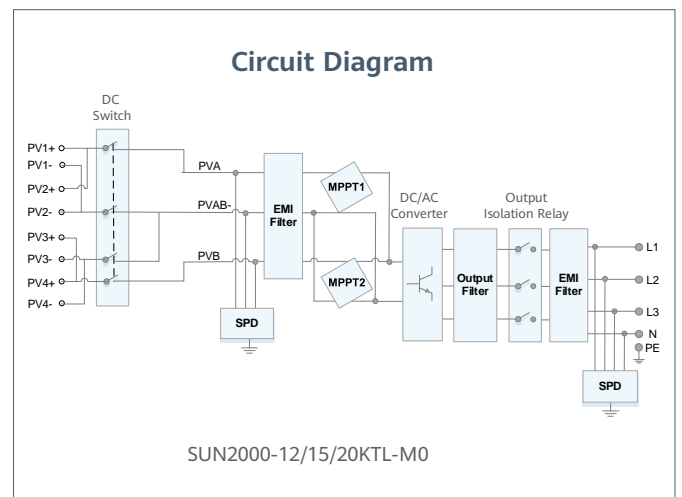 Circuit Diagram
DC
Switch
PV1+
PV1-
PV2+
PV2-
PV3+
PV3-
PV4+
PV4-
PVA
PVAB-
PVB
EMI
Filter
SPD
MPPT1
MPPT2
DC/AC
Converter
Output
Filter
Output
Isolation Relay
EMI
Filter
L1
L2
L3
N
PE
SPD
SUN2000-12/15/20KTL-M0